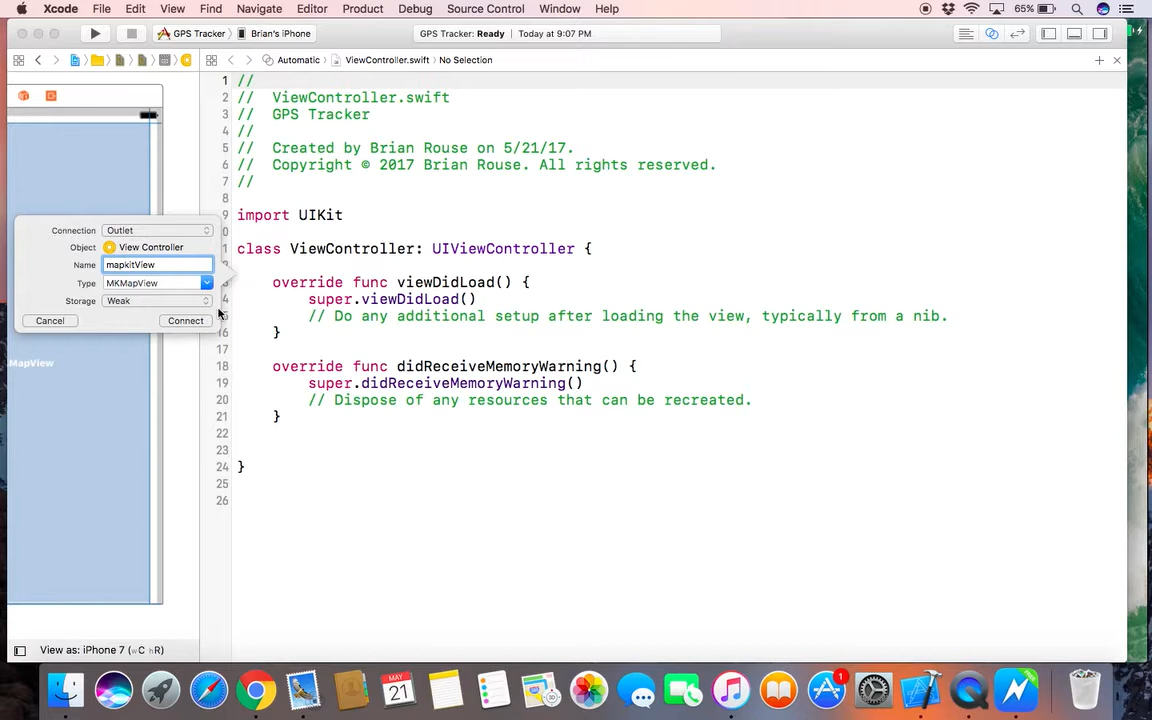 Xcode File Edit View Find Navigate Editor Product Debug Source Control Window Help 65%
GPS Tracker Brian's iPhone GPS Tracker: Ready Today at 9:07 PM
Automatic ViewController.swift No Selection
1 //
2 // ViewController.swift
3 // GPS Tracker
4 //
5 // Created by Brian Rouse on 5/21/17.
6 // Copyright © 2017 Brian Rouse. All rights reserved.
7 //
8
9 import UIKit
class ViewController: UIViewController {
override func viewDidLoad() {
super.viewDidLoad()
// Do any additional setup after loading the view, typically from a nib.
16 }
17
18 override func didReceiveMemoryWarning() {
19 super.didReceiveMemoryWarning()
20 // Dispose of any resources that can be recreated.
21 }
22
23
24 }
25
26
Connection Outlet
Object View Controller
Name mapkitView
Type MKMapView
Storage Weak
Cancel Connect
MapView
View as: iPhone 7 (wC hR)
MAY
21
1